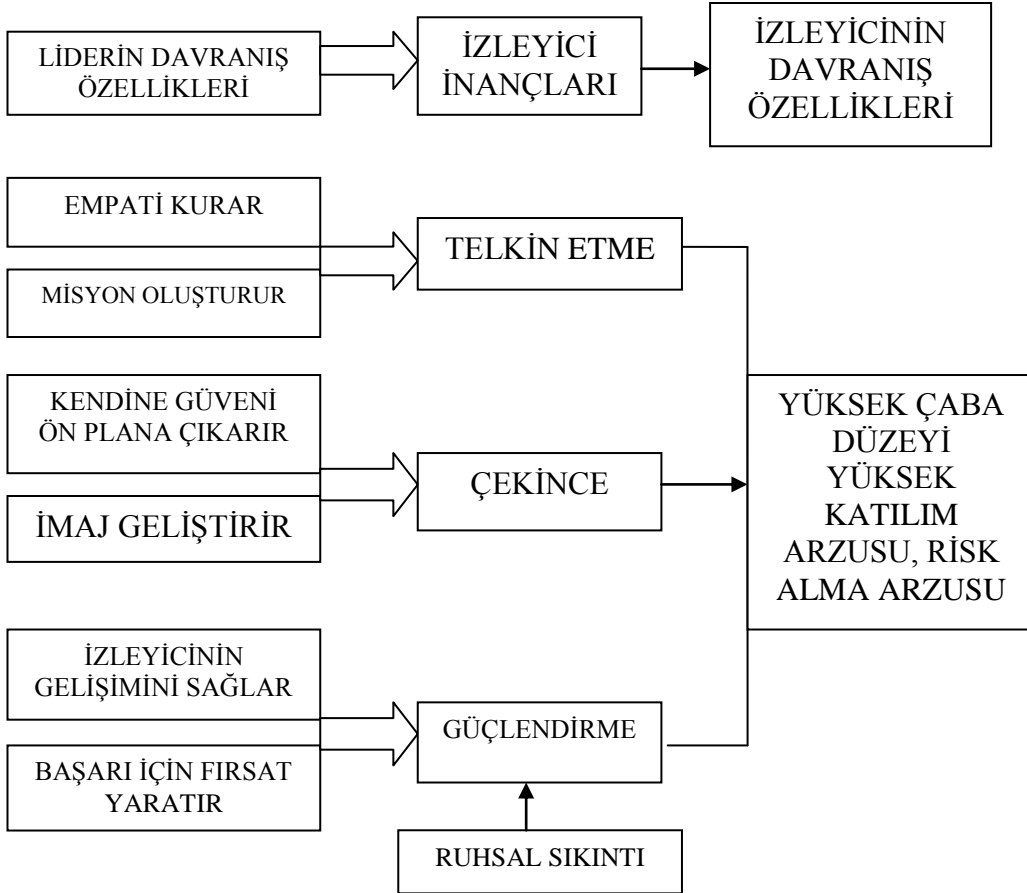 LİDERİN DAVRANIŞ
ÖZELLİKLERİ
İZLEYİCİ
İNANÇLARI
İZLEYİCİNİN
DAVRANIŞ
ÖZELLİKLERİ
EMPATİ KURAR
MİSYON OLUŞTURUR
TELKİN ETME
KENDİNE GÜVENİ
ÖN PLANA ÇIKARIR
İMAJ GELİŞTİRİR
ÇEKİNCE
YÜKSEK ÇABA
DÜZEYİ
YÜKSEK
KATILIM
ARZUSU, RİSK
ALMA ARZUSU
İZLEYİCİNİN
GELİŞİMİNİ SAĞLAR
BAŞARI İÇİN FIRSAT
YARATIR
GÜÇLENDİRME
RUHSAL SIKINTI